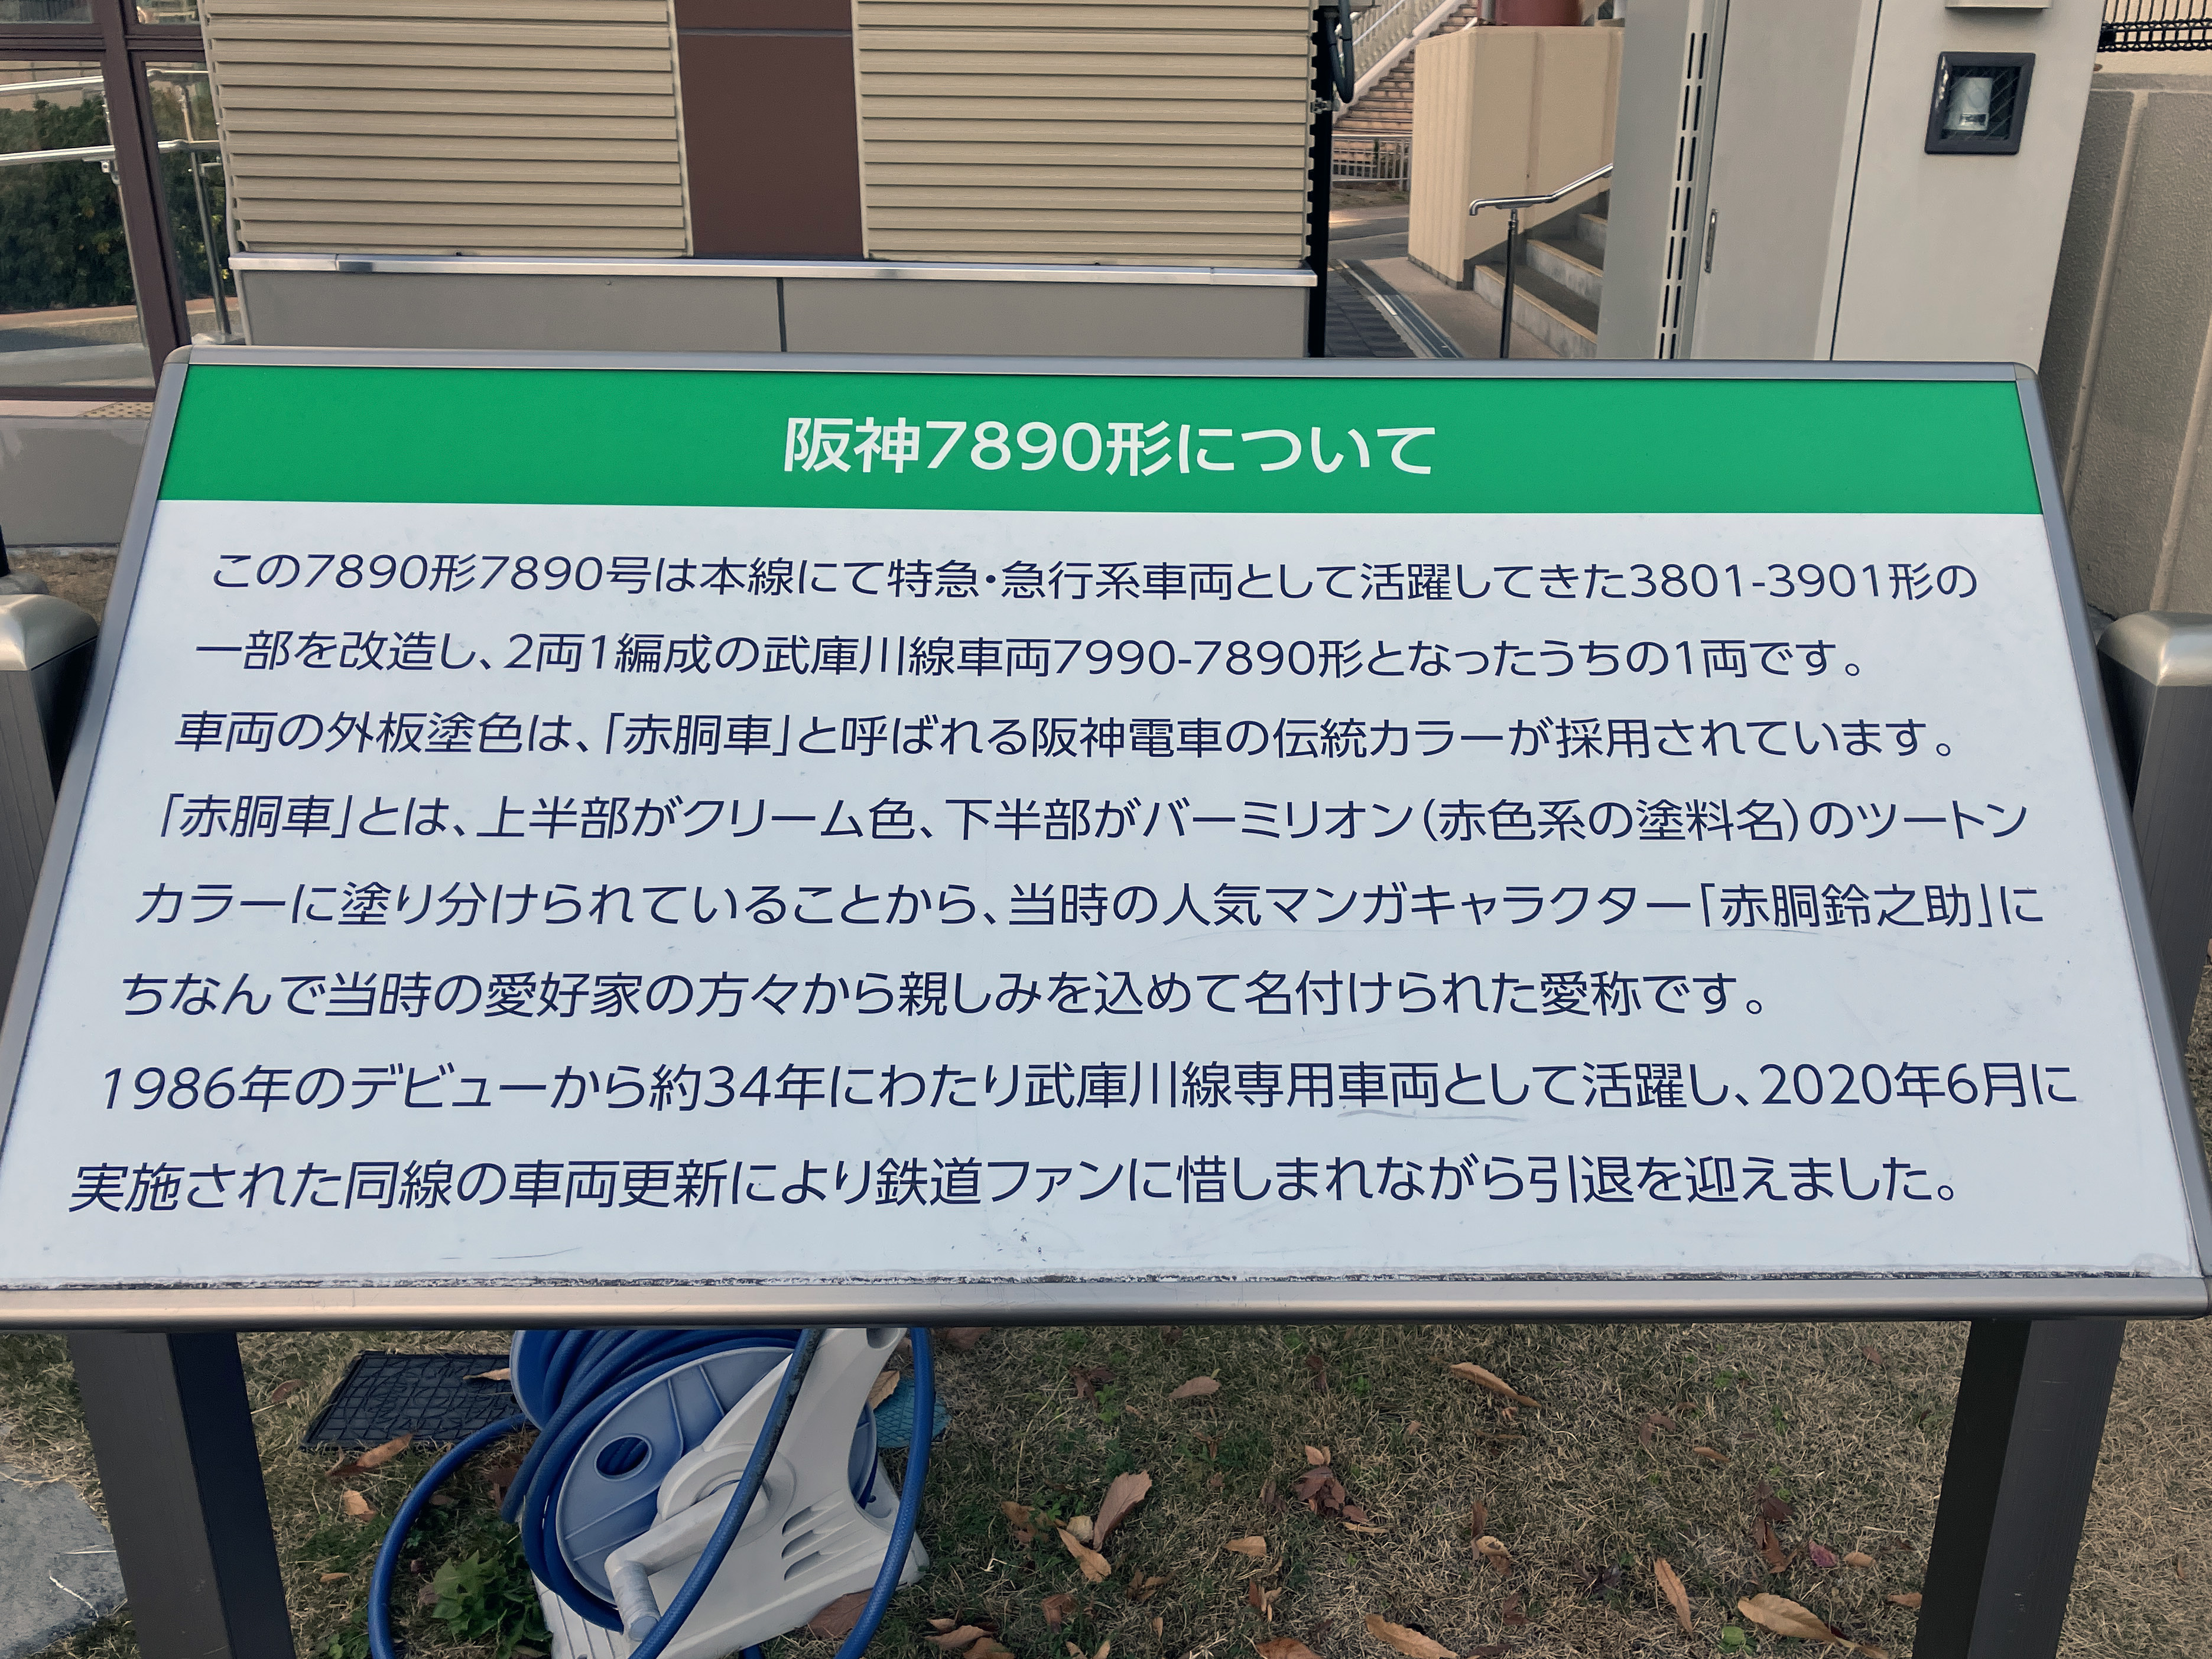 阪神7890形について
この7890形7890号は本線にて特急・急行系車両として活躍してきた3801-3901形の
一部を改造し、2両1編成の武庫川線車両7990-7890形となったうちの1両です。
車両の外板塗色は、「赤胴車」と呼ばれる阪神電車の伝統カラーが採用されています。
「赤胴車」とは、上半部がクリーム色、下半部がバーミリオン(赤色系の塗料名)のツートン
カラーに塗り分けられていることから、当時の人気マンガキャラクター「赤胴鈴之助」に
ちなんで当時の愛好家の方々から親しみを込めて名付けられた愛称です。
1986年のデビューから約34年にわたり武庫川線専用車両として活躍し、2020年6月に
実施された同線の車両更新により鉄道ファンに惜しまれながら引退を迎えました。